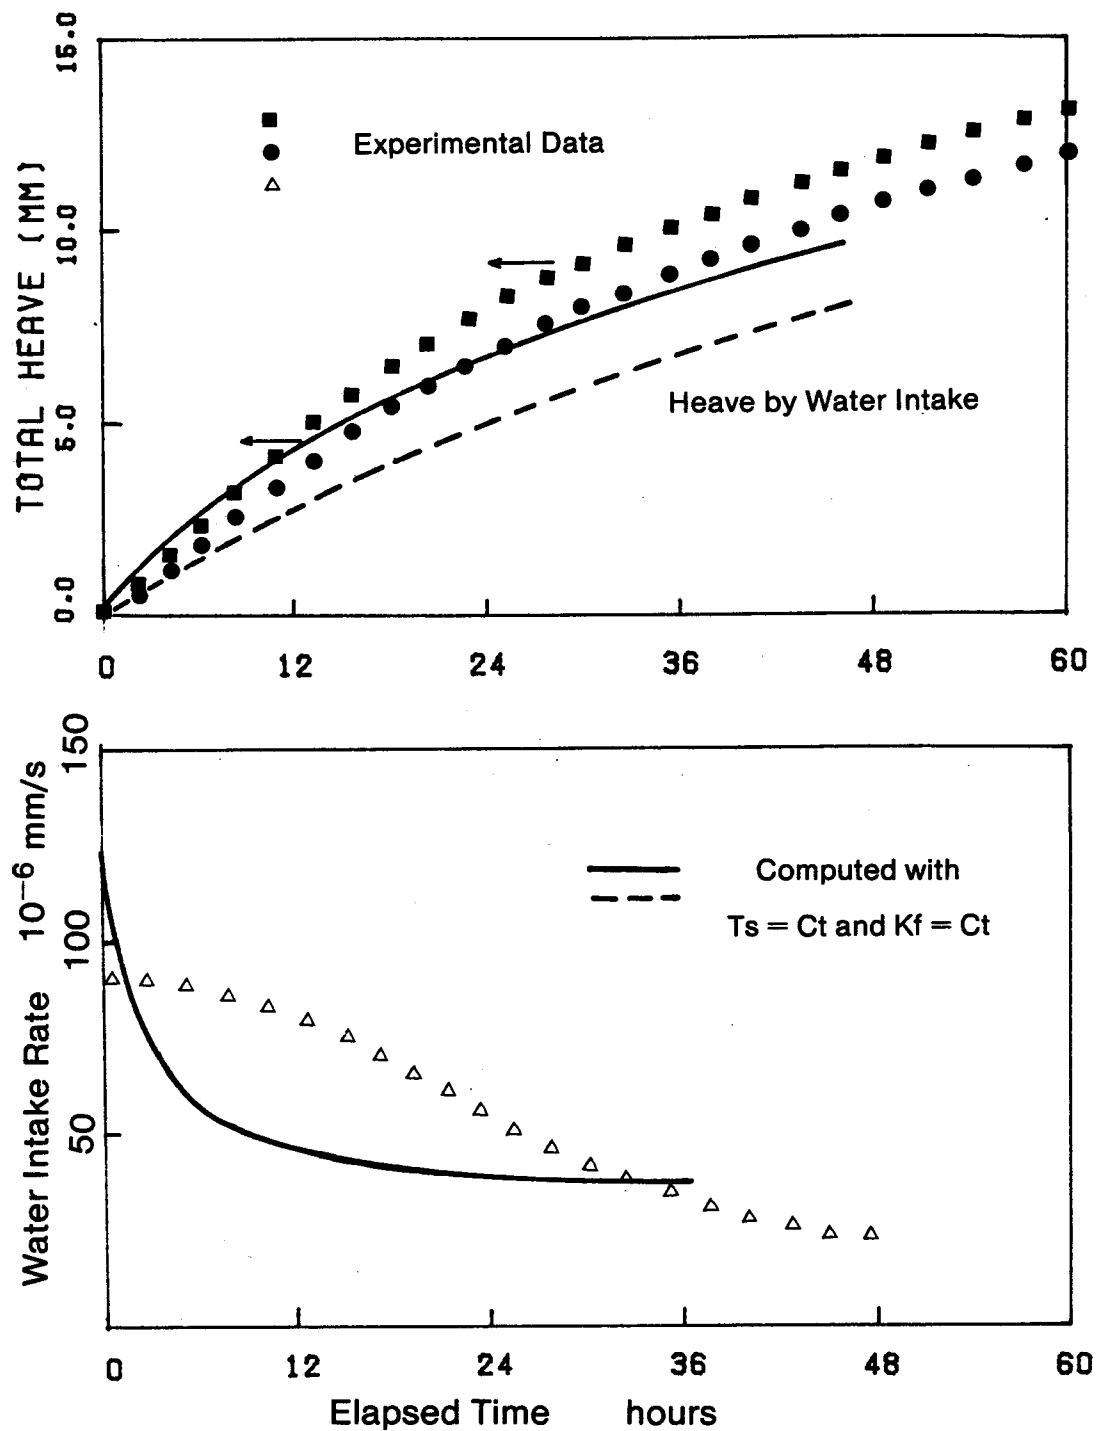 TOTAL HEAVE (MM)
15.0
10.0
5.0
0.0
Experimental Data
Heave by Water Intake
0 12 24 36 48 60
Water Intake Rate 10⁻⁶ mm/s
150
100
50
Computed with
Ts = Ct and Kf = Ct
0 12 24 36 48 60
Elapsed Time hours